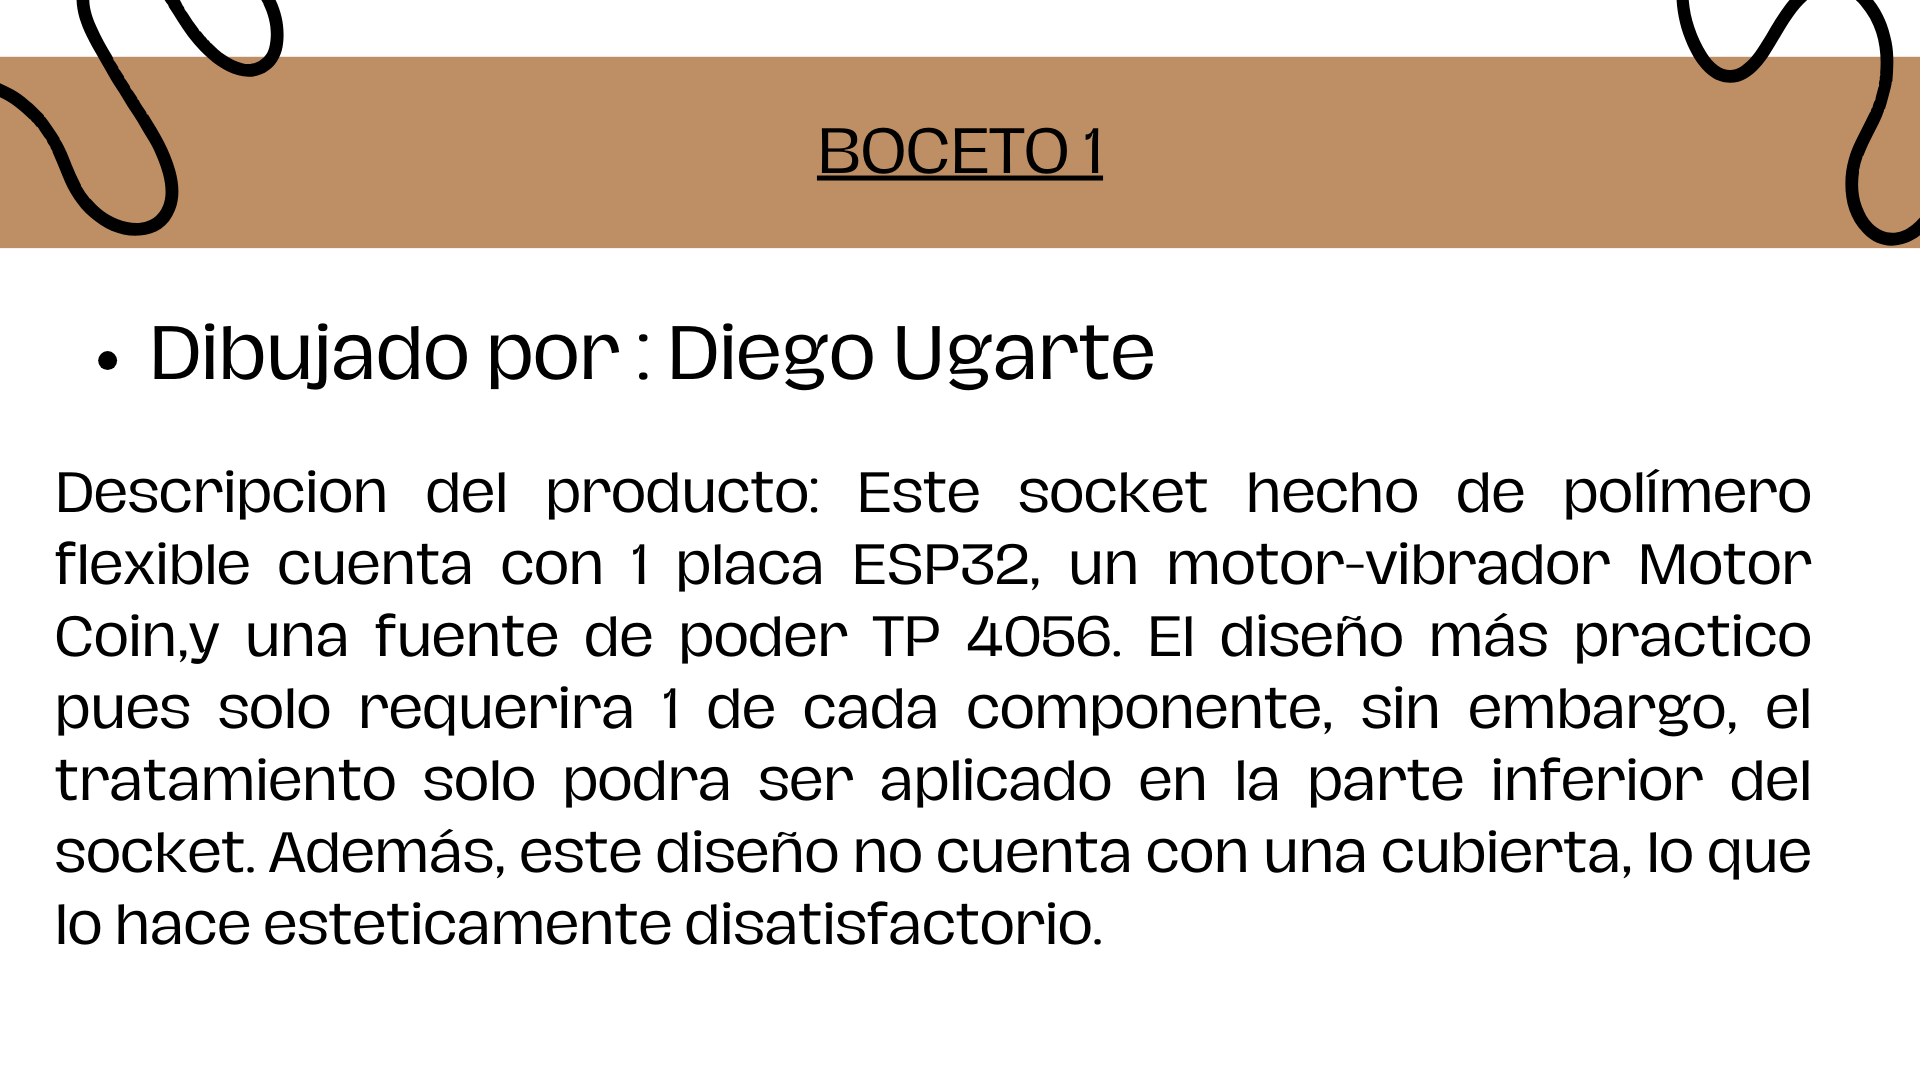 BOCETO 1
• Dibujado por : Diego Ugarte
Descripcion del producto: Este socket hecho de polímero
flexible cuenta con 1 placa ESP32, un motor-vibrador Motor
Coin,y una fuente de poder TP 4056. El diseño más practico
pues solo requerira 1 de cada componente, sin embargo, el
tratamiento solo podra ser aplicado en la parte inferior del
socket. Además, este diseño no cuenta con una cubierta, lo que
lo hace esteticamente disatisfactorio.